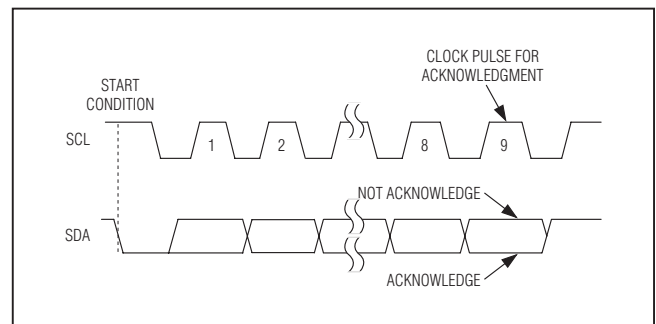 CLOCK PULSE FOR
ACKNOWLEDGMENT
START
CONDITION
SCL
1
2
8
9
NOT ACKNOWLEDGE
SDA
ACKNOWLEDGE